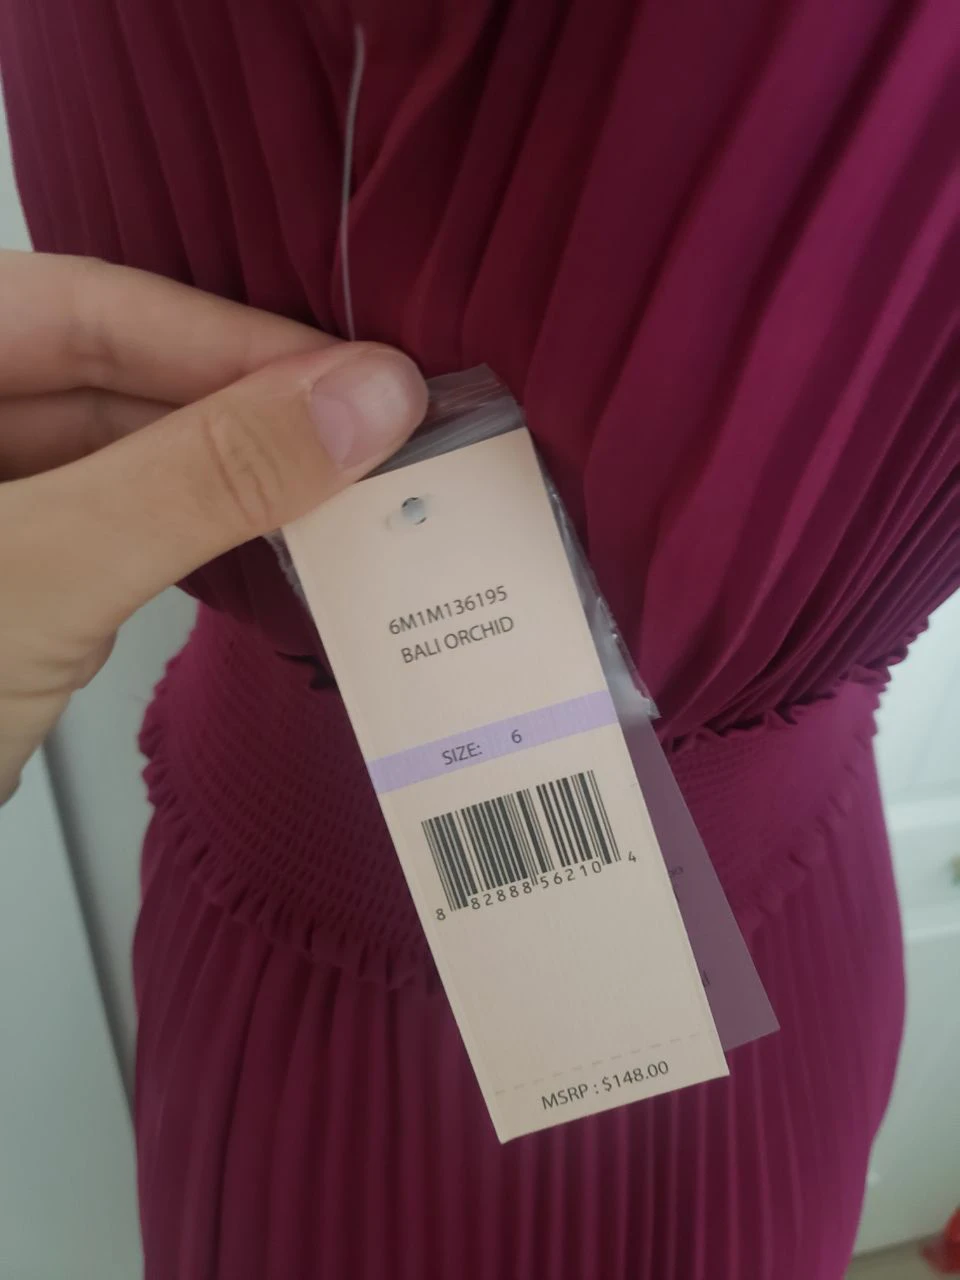 6M1M136195
BALI ORCHID
SIZE: 6
8 82888 56210 4
MSRP : $148.00